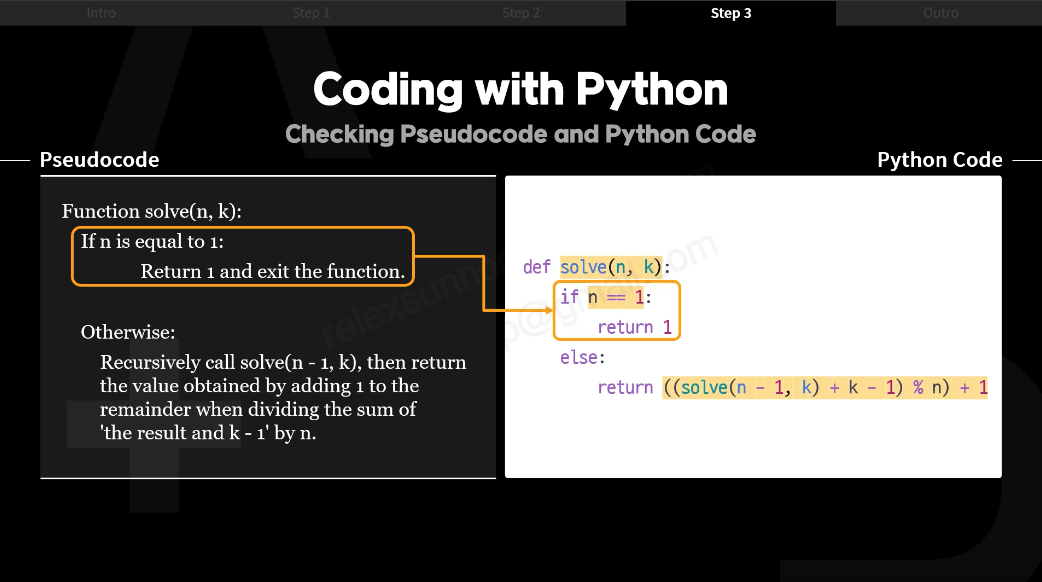 Intro
Step 1
Step 2
Step 3
Outro
Coding with Python
Checking Pseudocode and Python Code
Pseudocode
Python Code
Function solve(n, k):
If n is equal to 1:
Return 1 and exit the function.
Otherwise:
Recursively call solve(n - 1, k), then return
the value obtained by adding 1 to the
remainder when dividing the sum of
'the result and k - 1' by n.
def solve(n, k):
if n == 1:
return 1
else:
return ((solve(n - 1, k) + k - 1) % n) + 1